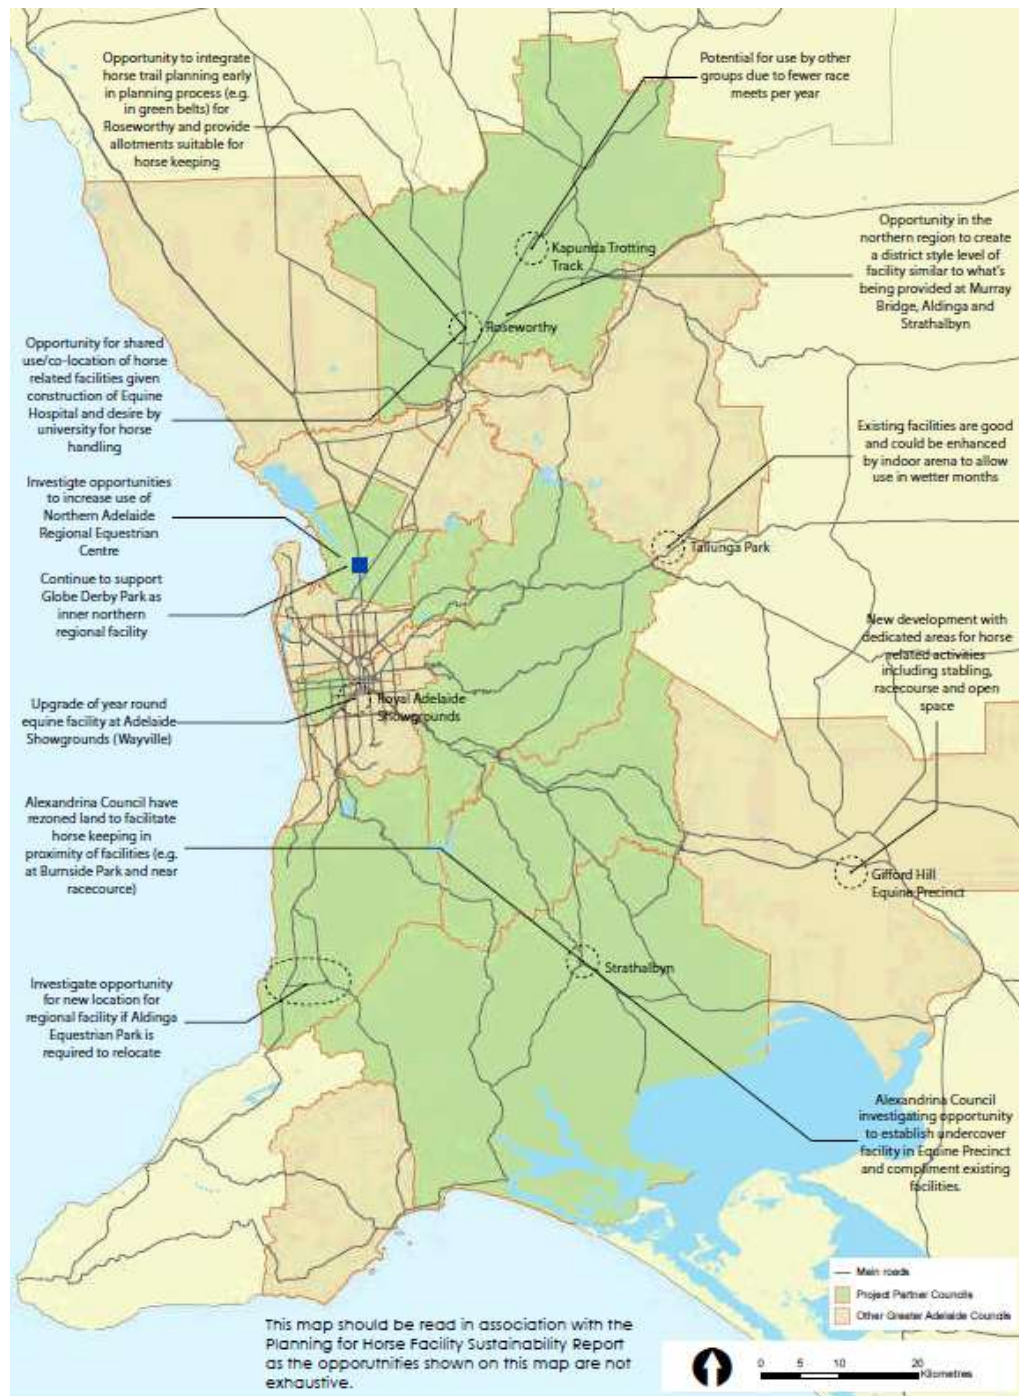 Opportunity to integrate
horse trail planning early
in planning process (e.g.
in green belts) for
Roseworthy and provide
allotments suitable for
horse keeping
Potential for use by other
groups due to fewer race
meets per year
Opportunity in the
northern region to create
a district style level of
facility similar to what's
being provided at Murray
Bridge, Aldinga and
Strathalbyn
Kapunda Trotting
Track
Roseworthy
Opportunity for shared
use/co-location of horse
related facilities given
construction of Equine
Hospital and desire by
university for horse
handling
Existing facilities are good
and could be enhanced
by indoor arena to allow
use in wetter months
Investigte opportunities
to increase use of
Northern Adelaide
Regional Equestrian
Centre
Talunga Park
Continue to support
Globe Derby Park as
inner northern
regional facility
New development with
dedicated areas for horse
related activities
including stabling,
racecourse and open
space
Royal Adelaide
Showgrounds
Upgrade of year round
equine facility at Adelaide
Showgrounds (Wayville)
Alexandrina Council have
rezoned land to facilitate
horse keeping in
proximity of facilities (e.g.
at Burnside Park and near
racecource)
Gifford Hill
Equine Precinct
Strathalbyn
Investigate opportunity
for new location for
regional facility if Aldinga
Equestrian Park is
required to relocate
Alexandrina Council
investigating opportunity
to establish undercover
facility in Equine Precinct
and compliment existing
facilities.
Main roads
Project Partner Councils
Other Greater Adelaide Councils
This map should be read in association with the
Planning for Horse Facility Sustainability Report
as the opporutnities shown on this map are not
exhaustive.
0 5 10 20
Kilometres